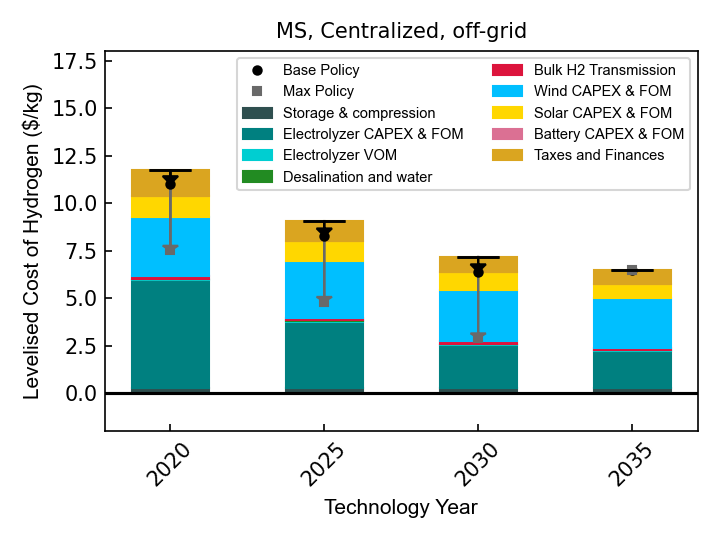 MS, Centralized, off-grid
Levelised Cost of Hydrogen ($/kg)
17.5
15.0
12.5
10.0
7.5
5.0
2.5
0.0
Base Policy
Max Policy
Storage & compression
Electrolyzer CAPEX & FOM
Electrolyzer VOM
Desalination and water
Bulk H2 Transmission
Wind CAPEX & FOM
Solar CAPEX & FOM
Battery CAPEX & FOM
Taxes and Finances
2020
2025
2030
2035
Technology Year